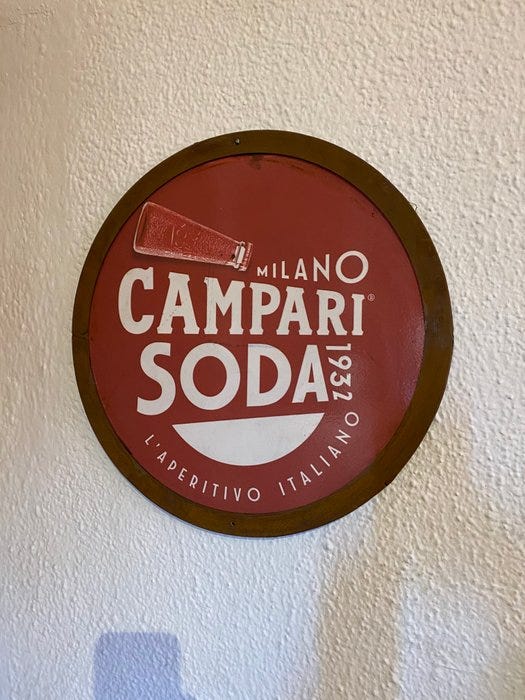 MILANO
CAMPARI®
SODA
1932
L'APERITIVO ITALIANO